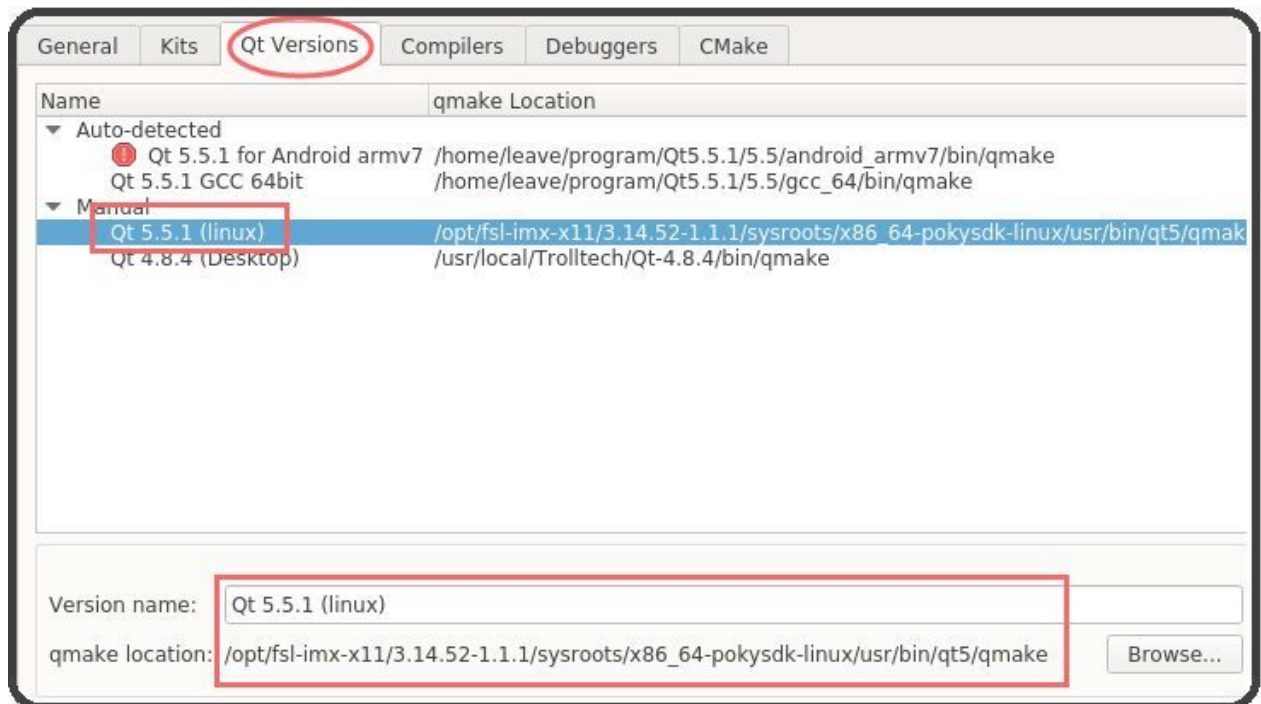 General Kits Qt Versions Compilers Debuggers CMake
Name qmake Location
Auto-detected
Qt 5.5.1 for Android armv7 /home/leave/program/Qt5.5.1/5.5/android_armv7/bin/qmake
Qt 5.5.1 GCC 64bit /home/leave/program/Qt5.5.1/5.5/gcc_64/bin/qmake
Manual
Qt 5.5.1 (linux) /opt/fsl-imx-x11/3.14.52-1.1.1/sysroots/x86_64-pokysdk-linux/usr/bin/qt5/qmak
Qt 4.8.4 (Desktop) /usr/local/Trolltech/Qt-4.8.4/bin/qmake
Version name: Qt 5.5.1 (linux)
qmake location: /opt/fsl-imx-x11/3.14.52-1.1.1/sysroots/x86_64-pokysdk-linux/usr/bin/qt5/qmake Browse...